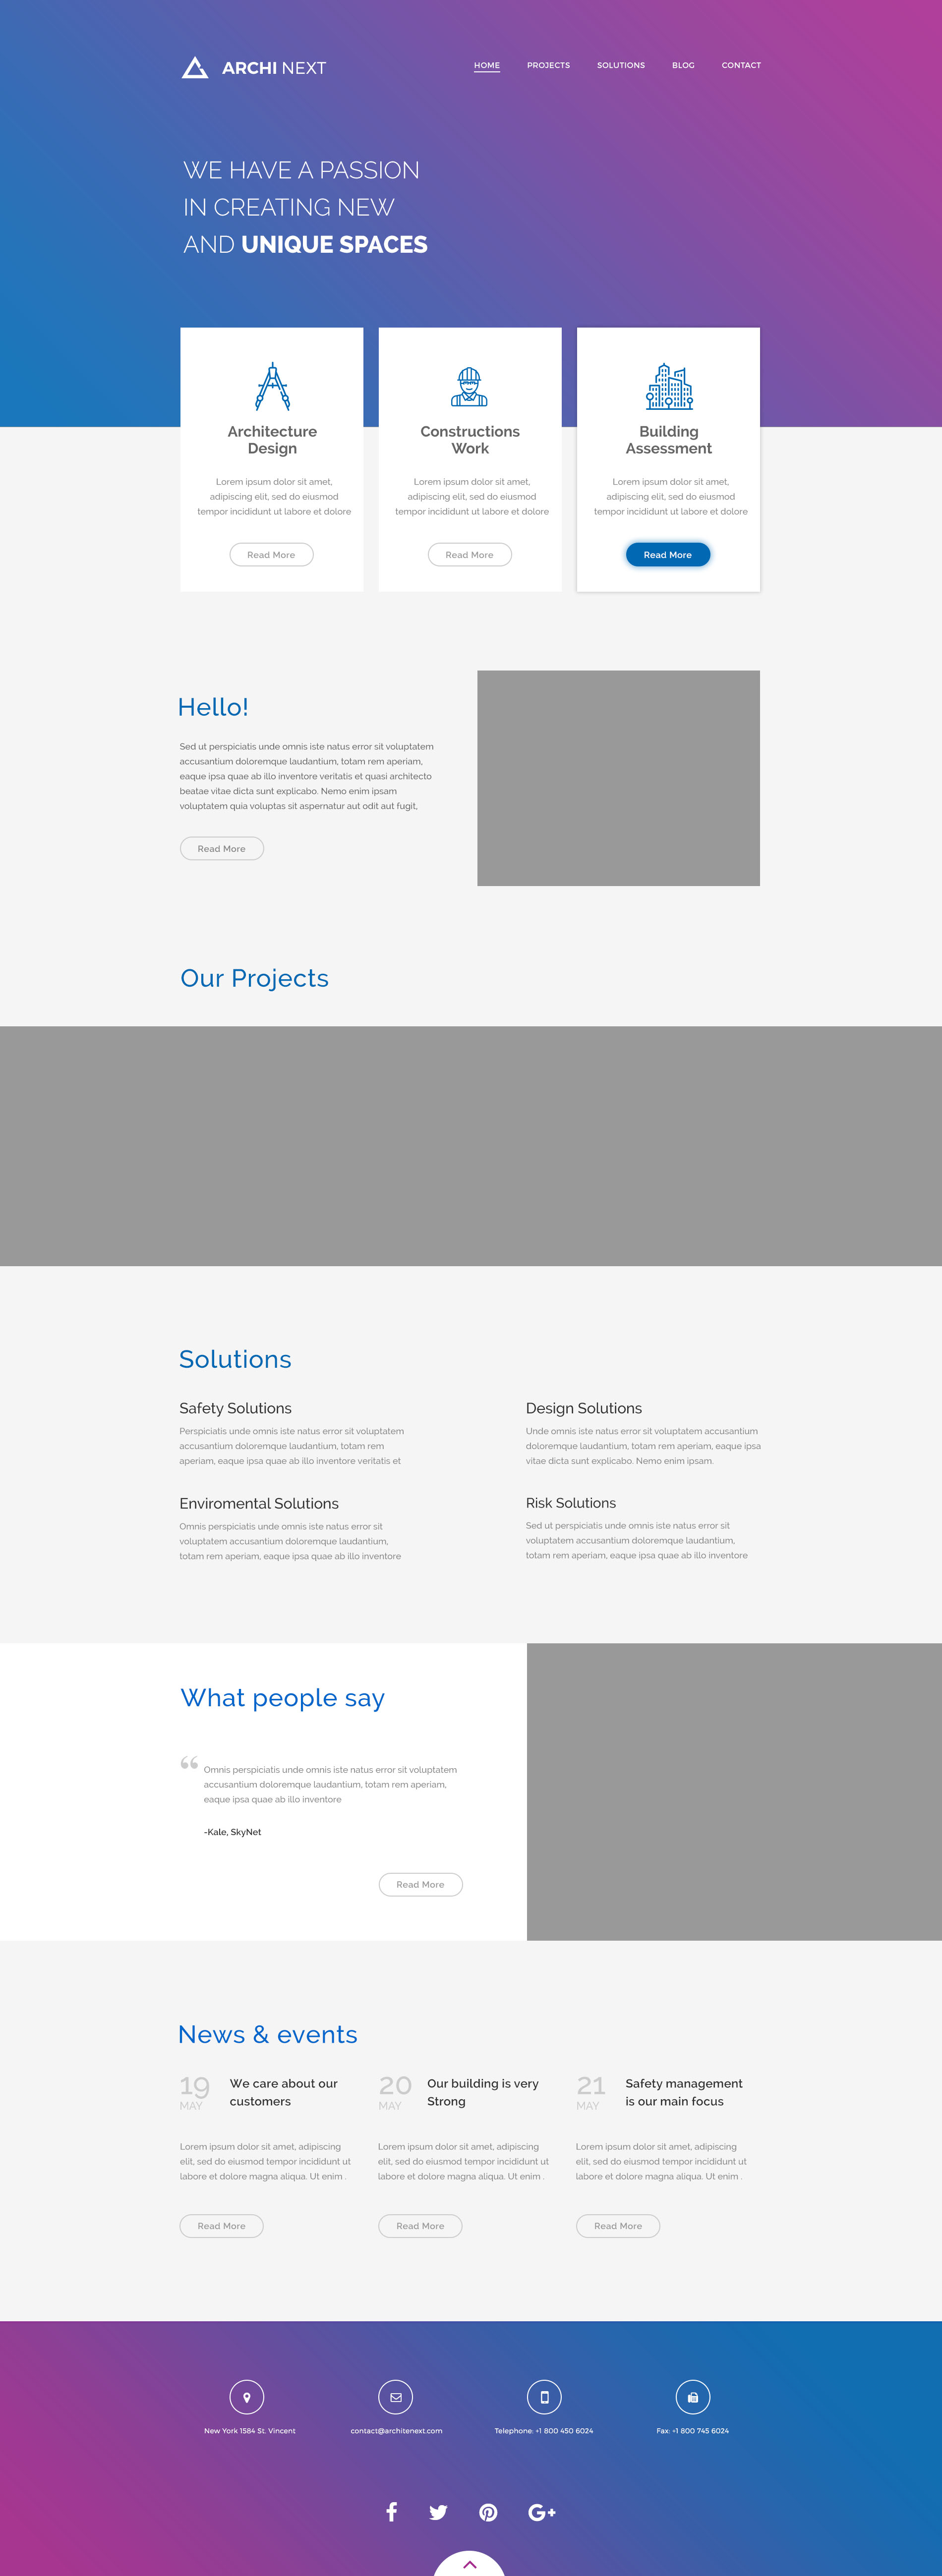 ARCHI NEXT
HOME PROJECTS SOLUTIONS BLOG CONTACT
WE HAVE A PASSION
IN CREATING NEW
AND UNIQUE SPACES
Architecture
Design
Lorem ipsum dolor sit amet,
adipiscing elit, sed do eiusmod
tempor incididunt ut labore et dolore
Read More
Constructions
Work
Lorem ipsum dolor sit amet,
adipiscing elit, sed do eiusmod
tempor incididunt ut labore et dolore
Read More
Building
Assessment
Lorem ipsum dolor sit amet,
adipiscing elit, sed do eiusmod
tempor incididunt ut labore et dolore
Read More
Hello!
Sed ut perspiciatis unde omnis iste natus error sit voluptatem
accusantium doloremque laudantium, totam rem aperiam,
eaque ipsa quae ab illo inventore veritatis et quasi architecto
beatae vitae dicta sunt explicabo. Nemo enim ipsam
voluptatem quia voluptas sit aspernatur aut odit aut fugit,
Read More
Our Projects
Solutions
Safety Solutions
Perspiciatis unde omnis iste natus error sit voluptatem
accusantium doloremque laudantium, totam rem
aperiam, eaque ipsa quae ab illo inventore veritatis et
Design Solutions
Unde omnis iste natus error sit voluptatem accusantium
doloremque laudantium, totam rem aperiam, eaque ipsa
vitae dicta sunt explicabo. Nemo enim ipsam.
Enviromental Solutions
Omnis perspiciatis unde omnis iste natus error sit
voluptatem accusantium doloremque laudantium,
totam rem aperiam, eaque ipsa quae ab illo inventore
Risk Solutions
Sed ut perspiciatis unde omnis iste natus error sit
voluptatem accusantium doloremque laudantium,
totam rem aperiam, eaque ipsa quae ab illo inventore
What people say
“ Omnis perspiciatis unde omnis iste natus error sit voluptatem
accusantium doloremque laudantium, totam rem aperiam,
eaque ipsa quae ab illo inventore
-Kale, SkyNet
Read More
News & events
19
MAY
We care about our
customers
Lorem ipsum dolor sit amet, adipiscing
elit, sed do eiusmod tempor incididunt ut
labore et dolore magna aliqua. Ut enim .
Read More
20
MAY
Our building is very
Strong
Lorem ipsum dolor sit amet, adipiscing
elit, sed do eiusmod tempor incididunt ut
labore et dolore magna aliqua. Ut enim .
Read More
21
MAY
Safety management
is our main focus
Lorem ipsum dolor sit amet, adipiscing
elit, sed do eiusmod tempor incididunt ut
labore et dolore magna aliqua. Ut enim .
Read More
New York 1584 St. Vincent
contact@architenext.com
Telephone: +1 800 450 6024
Fax: +1 800 745 6024
G+